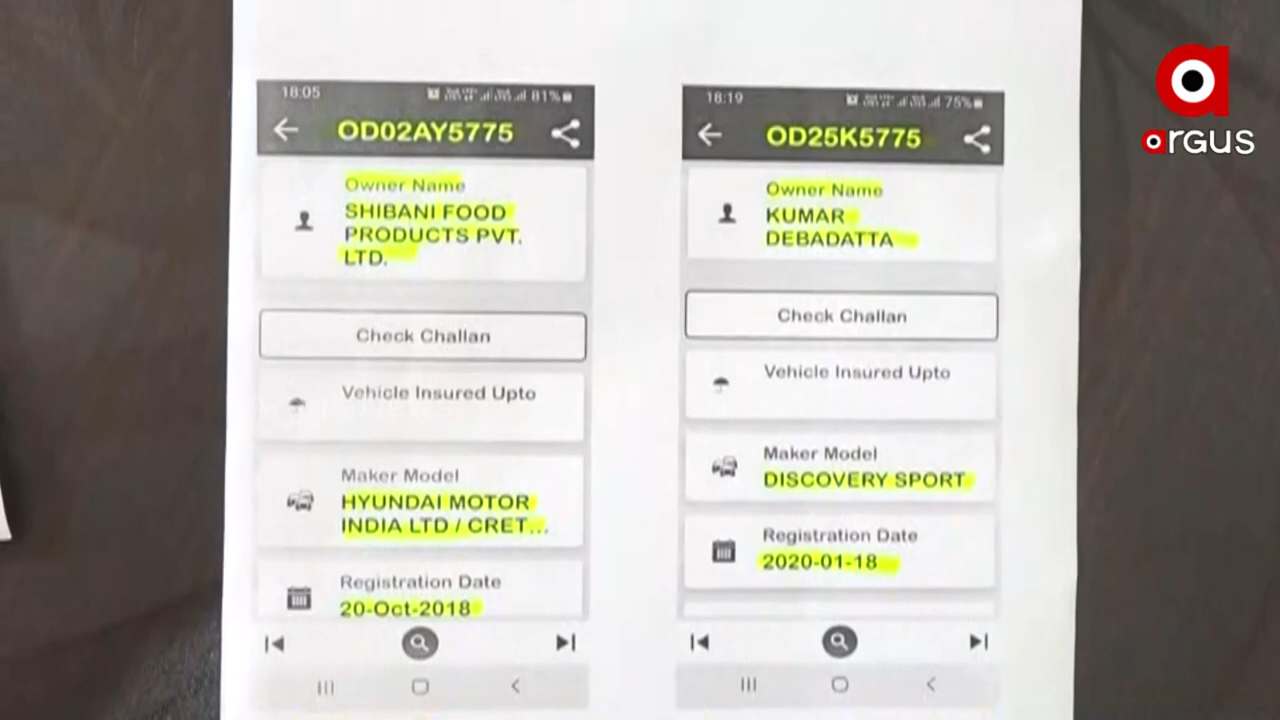 18:05
81%
OD02AY5775
Owner Name
SHIBANI FOOD
PRODUCTS PVT.
LTD.
Check Challan
Vehicle Insured Upto
Maker Model
HYUNDAI MOTOR
INDIA LTD / CRET...
Registration Date
20-Oct-2018
18:19
75%
OD25K5775
Owner Name
KUMAR
DEBADATTA
Check Challan
Vehicle Insured Upto
Maker Model
DISCOVERY SPORT
Registration Date
2020-01-18
argus